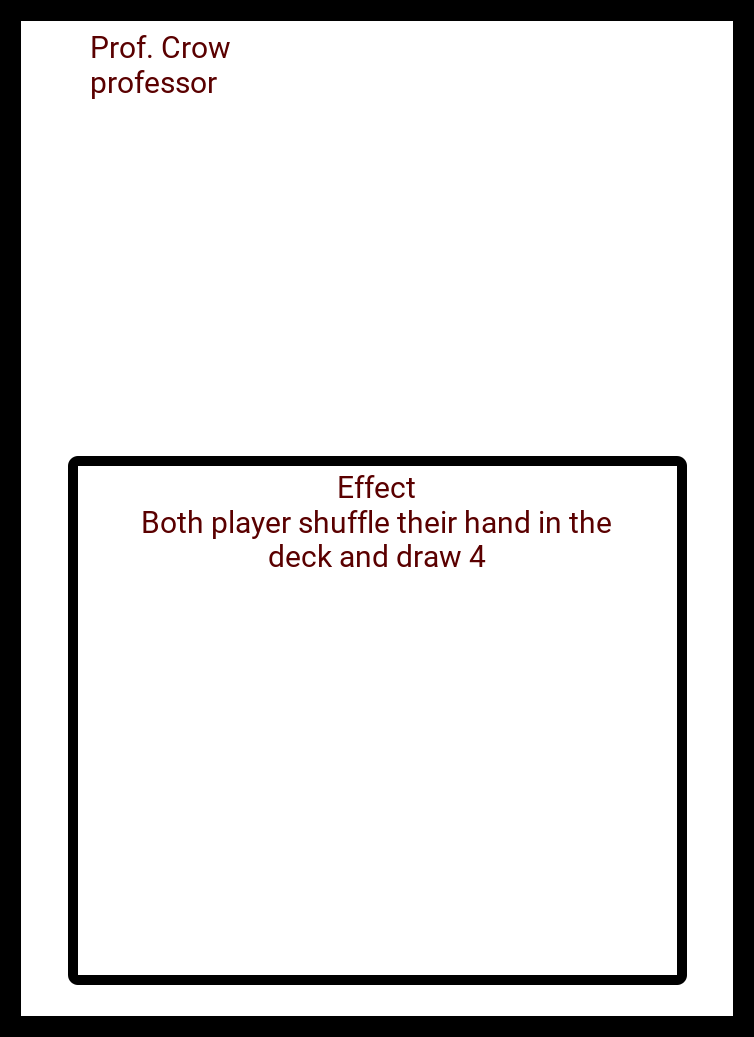 Prof. Crow
professor
Effect
Both player shuffle their hand in the
deck and draw 4